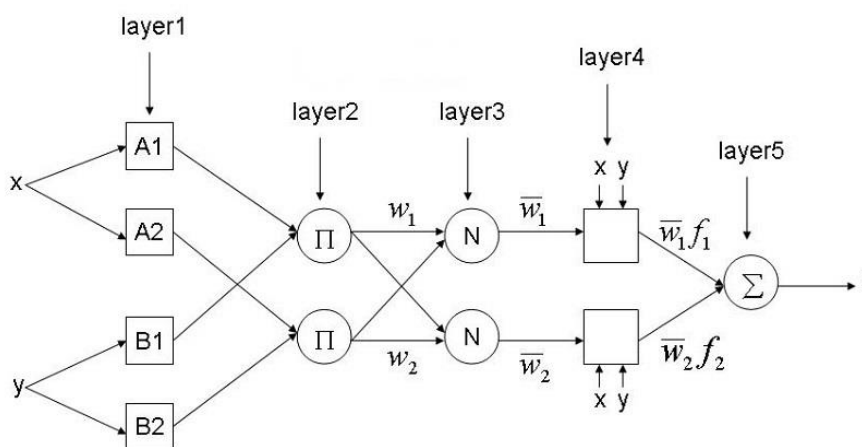 layer1
layer2
layer3
layer4
layer5
x
y
A1
A2
B1
B2
Π
Π
w₁
w₂
N
N
w̅₁
w̅₂
x y
x y
w̅₁f₁
w̅₂f₂
Σ